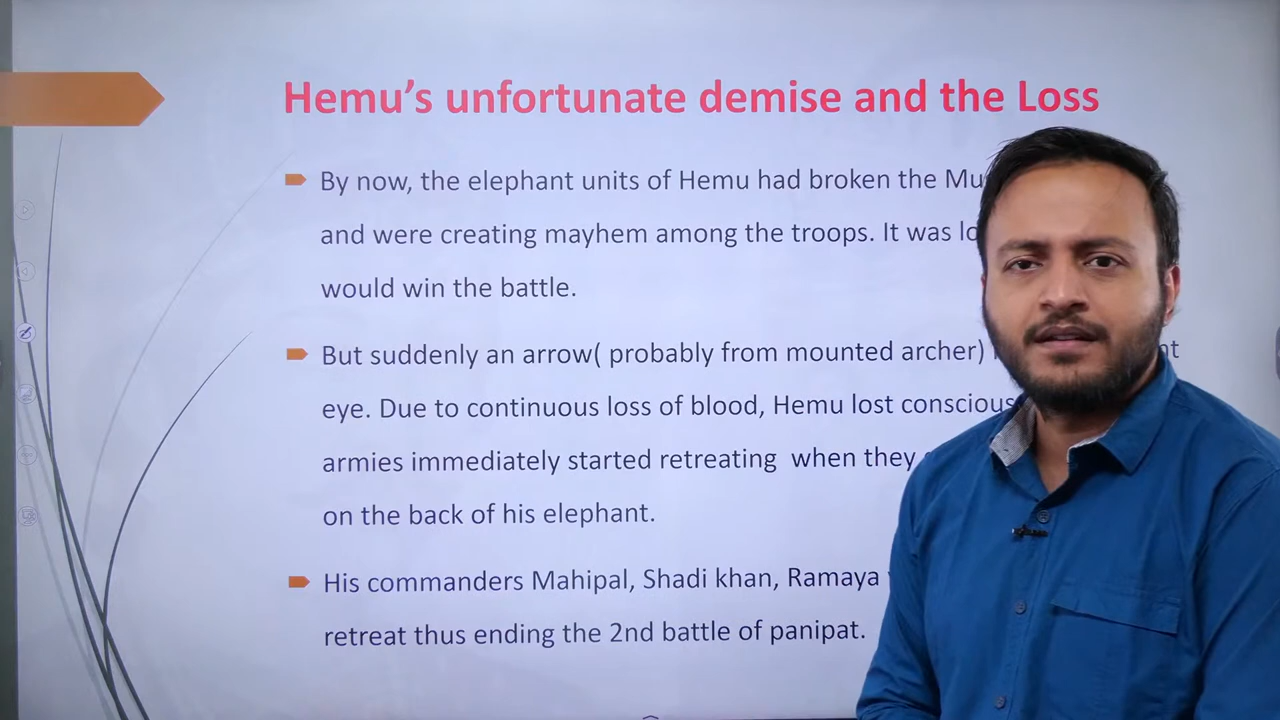 Hemu's unfortunate demise and the Loss
By now, the elephant units of Hemu had broken the
and were creating mayhem among the troops. It was
would win the battle.
But suddenly an arrow( probably from mounted archer)
eye. Due to continuous loss of blood, Hemu lost
armies immediately started retreating when they
on the back of his elephant.
His commanders Mahipal, Shadi khan, Ramaya
retreat thus ending the 2nd battle of panipat.